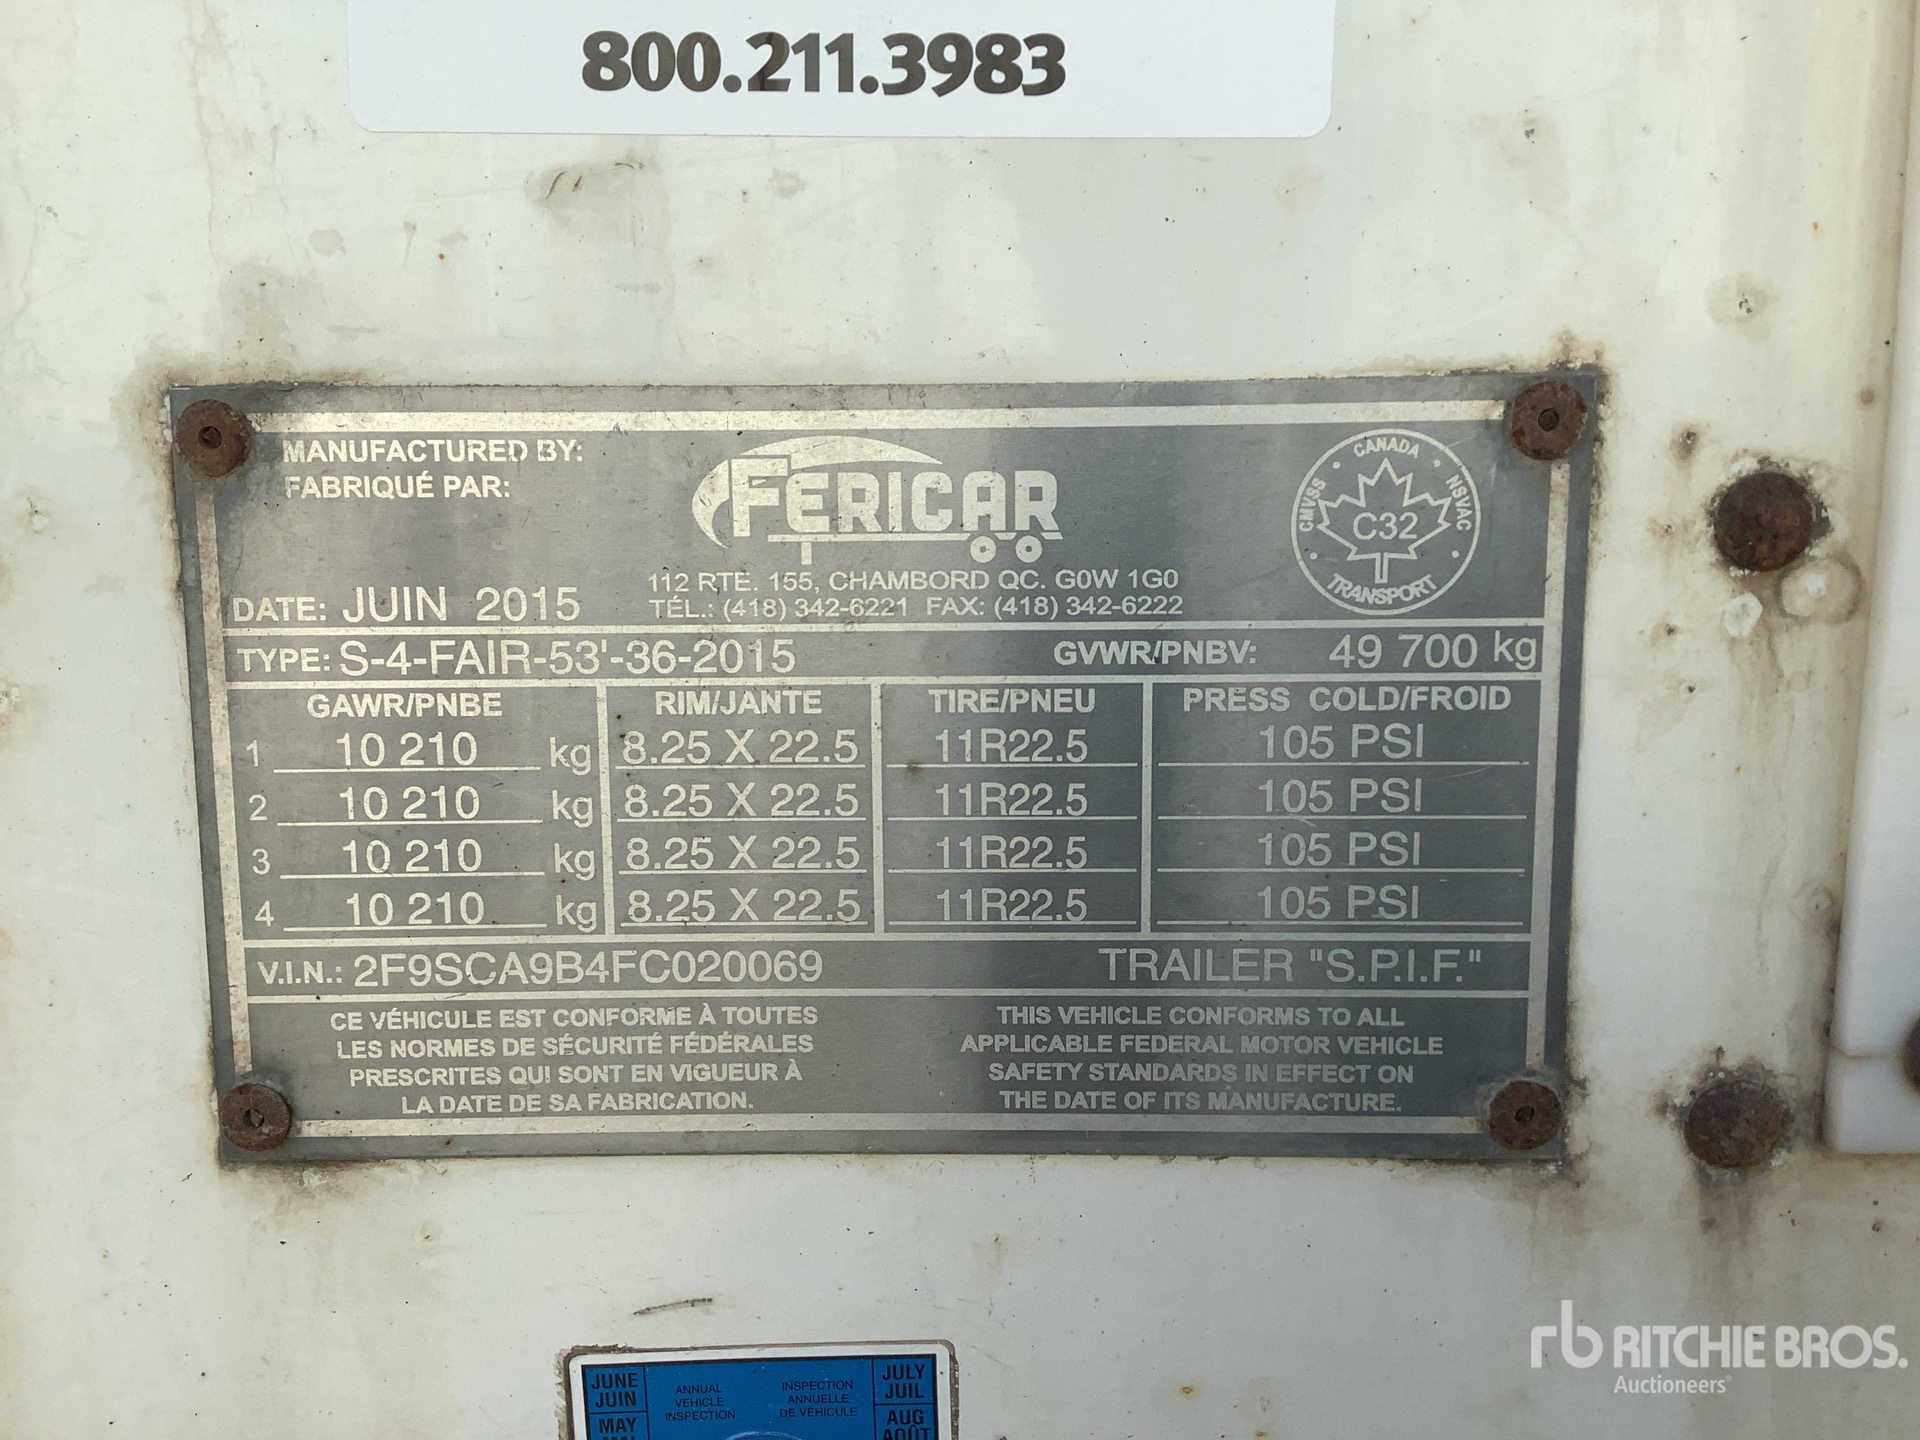 800.211.3983
MANUFACTURED BY:
FABRIQUÉ PAR:
FERICAR
CANADA
CMVSS
NSVAC
C32
TRANSPORT
112 RTE. 155, CHAMBORD QC. G0W 1G0
DATE: JUIN 2015
TÉL.: (418) 342-6221 FAX: (418) 342-6222
TYPE: S-4-FAIR-53'-36-2015 GVWR/PNBV: 49 700 kg
GAWR/PNBE RIM/JANTE TIRE/PNEU PRESS COLD/FROID
1 10 210 kg 8.25 X 22.5 11R22.5 105 PSI
2 10 210 kg 8.25 X 22.5 11R22.5 105 PSI
3 10 210 kg 8.25 X 22.5 11R22.5 105 PSI
4 10 210 kg 8.25 X 22.5 11R22.5 105 PSI
V.I.N.: 2F9SCA9B4FC020069 TRAILER "S.P.I.F."
CE VÉHICULE EST CONFORME À TOUTES
LES NORMES DE SÉCURITÉ FÉDÉRALES
PRESCRITES QUI SONT EN VIGUEUR À
LA DATE DE SA FABRICATION.
THIS VEHICLE CONFORMS TO ALL
APPLICABLE FEDERAL MOTOR VEHICLE
SAFETY STANDARDS IN EFFECT ON
THE DATE OF ITS MANUFACTURE.
JUNE
JUIN
MAY
ANNUAL
VEHICLE
INSPECTION
INSPECTION
ANNUELLE
DE VÉHICULE
JULY
JUIL
AUG
AOÛT
rb RITCHIE BROS.
Auctioneers